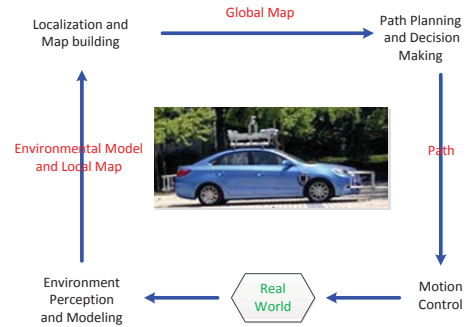 Global Map
Localization and
Map building
Path Planning
and Decision
Making
Environmental Model
and Local Map
Path
Environment
Perception
and Modeling
Real
World
Motion
Control